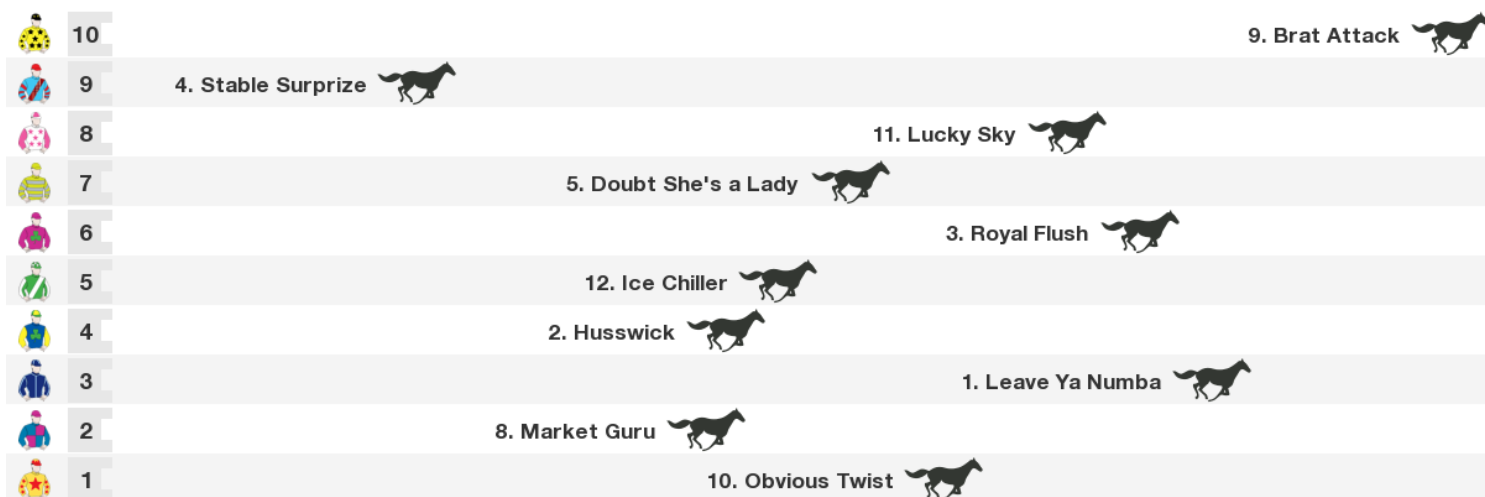 10 9. Brat Attack
9 4. Stable Surprize
8 11. Lucky Sky
7 5. Doubt She's a Lady
6 3. Royal Flush
5 12. Ice Chiller
4 2. Husswick
3 1. Leave Ya Numba
2 8. Market Guru
1 10. Obvious Twist